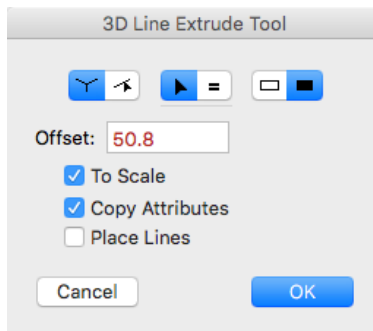 3D Line Extrude Tool
=
Offset: 50.8
To Scale
Copy Attributes
Place Lines
Cancel OK